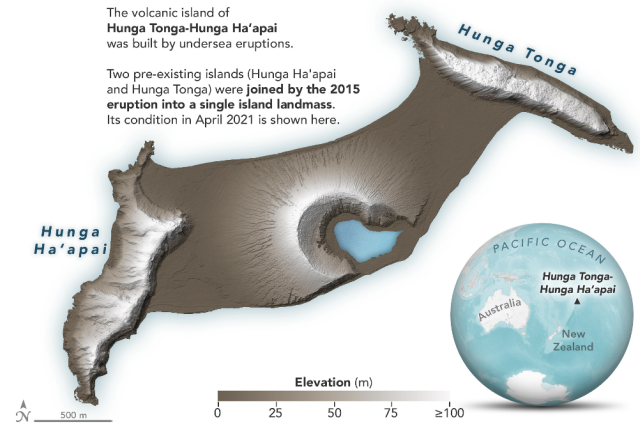 The volcanic island of
Hunga Tonga-Hunga Ha‘apai
was built by undersea eruptions.
Two pre-existing islands (Hunga Ha'apai
and Hunga Tonga) were joined by the 2015
eruption into a single island landmass.
Its condition in April 2021 is shown here.
Hunga Tonga
Hunga
Ha‘apai
PACIFIC OCEAN
Hunga Tonga-
Hunga Ha‘apai
Australia
New
Zealand
Elevation (m)
0 25 50 75 ≥100
N
500 m